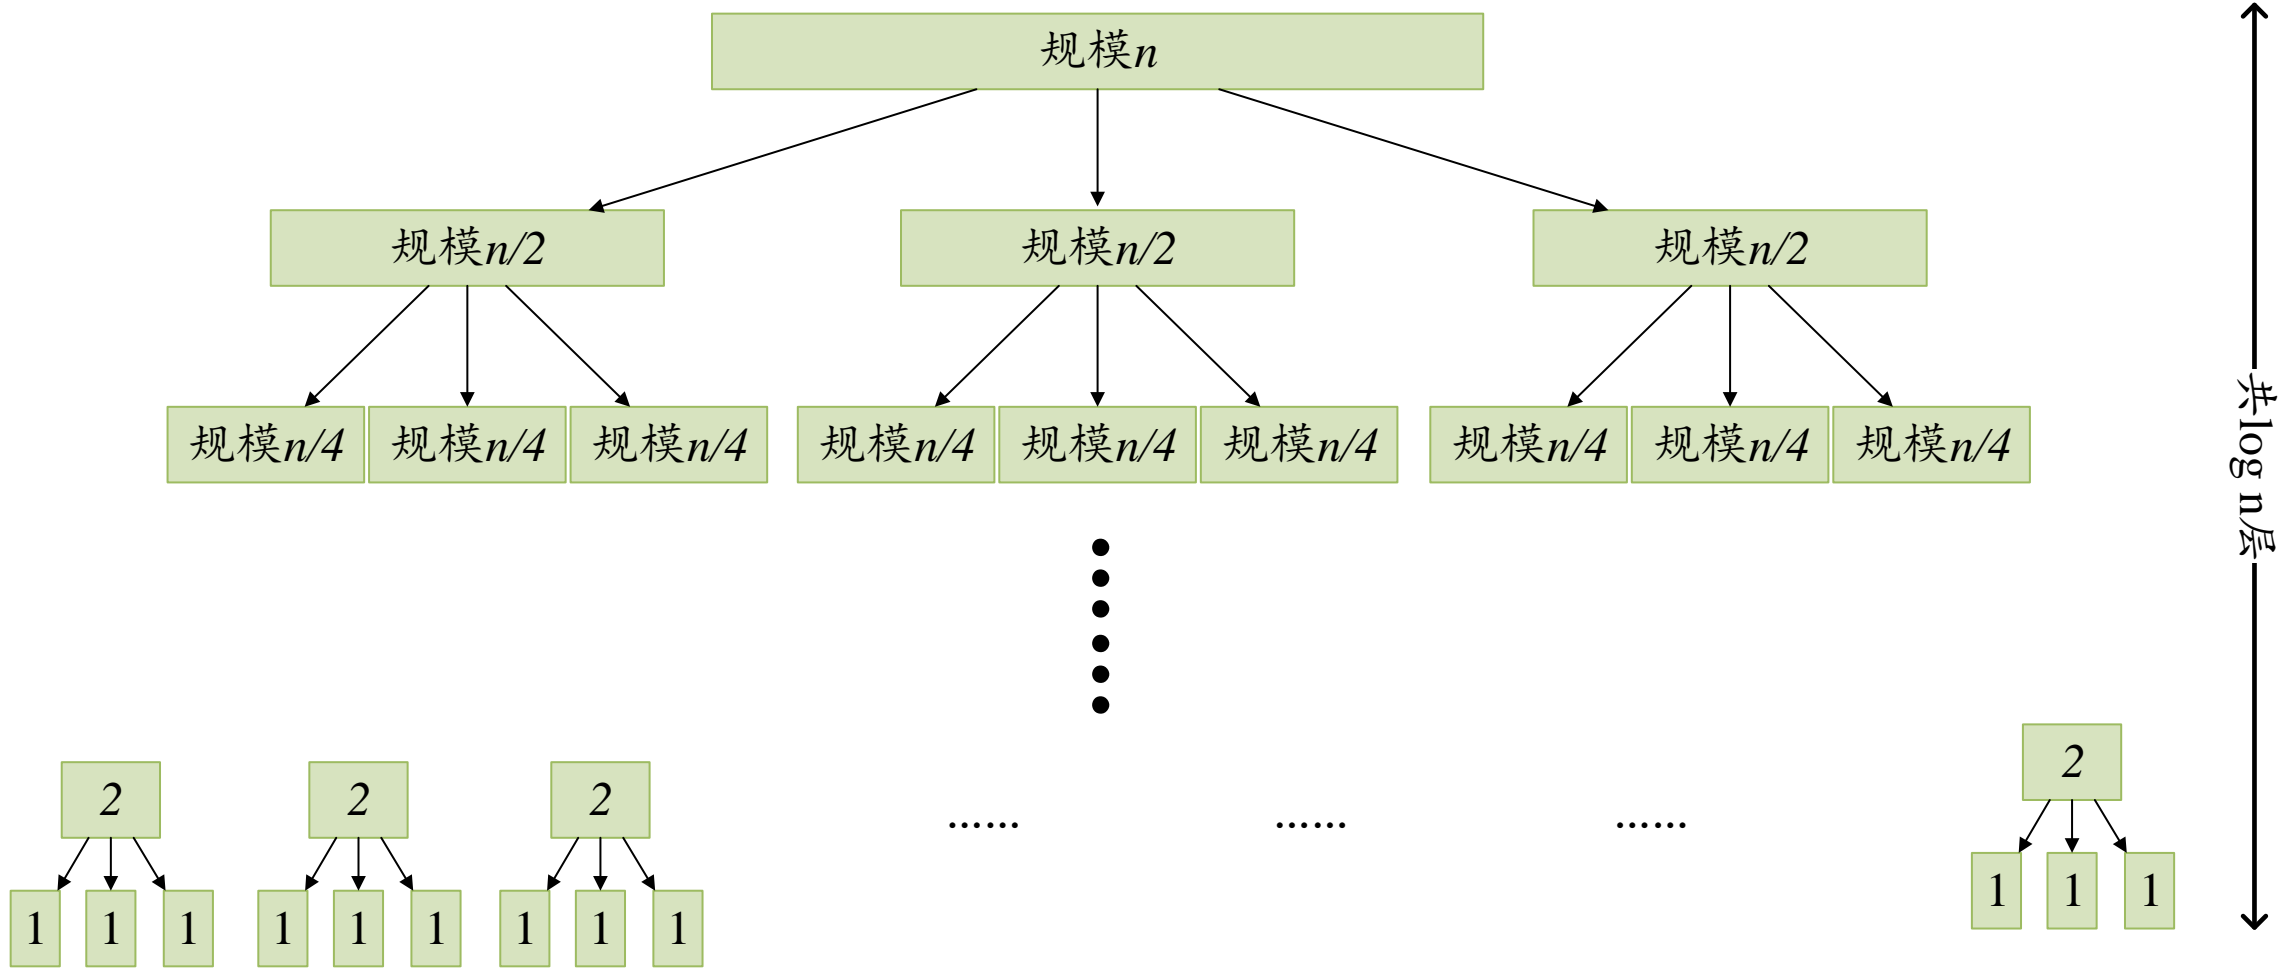 规模n
规模n/2 规模n/2 规模n/2
规模n/4 规模n/4 规模n/4 规模n/4 规模n/4 规模n/4 规模n/4 规模n/4 规模n/4
共log n层
2 2 2 ...... ...... ...... 2
1 1 1 1 1 1 1 1 1 1 1 1